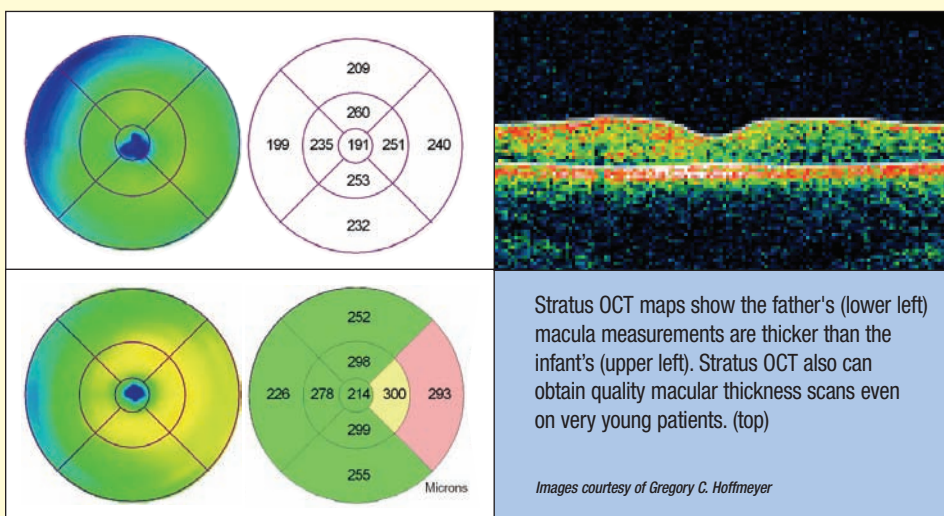 209
260
199 235 191 251 240
253
232
252
298
226 278 214 300 293
299
255
Microns
Stratus OCT maps show the father's (lower left)
macula measurements are thicker than the
infant’s (upper left). Stratus OCT also can
obtain quality macular thickness scans even
on very young patients. (top)
Images courtesy of Gregory C. Hoffmeyer